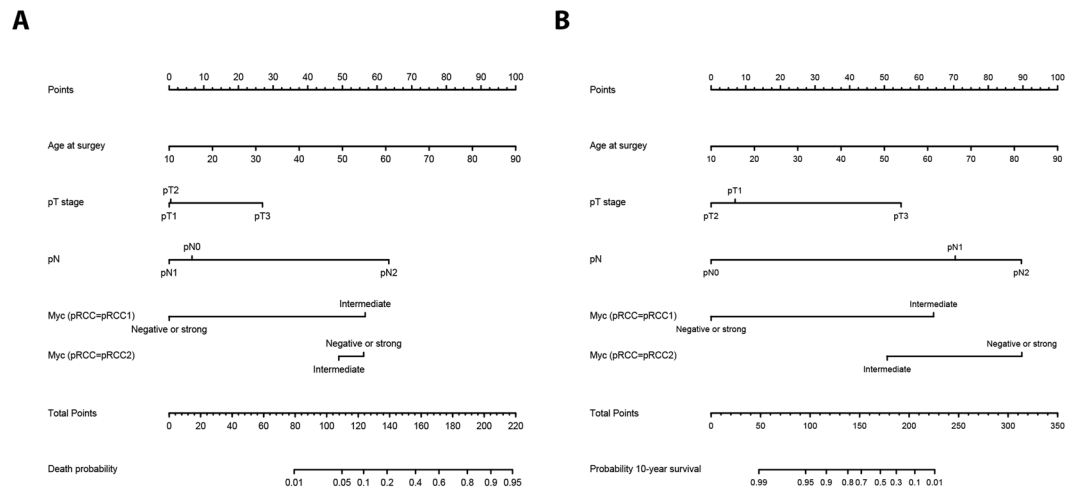 A
B
0 10 20 30 40 50 60 70 80 90 100
Points
Age at surgey
10 20 30 40 50 60 70 80 90
pT2
pT stage
pT1 pT3
pN0
pN
pN1 pN2
Intermediate
Myc (pRCC=pRCC1)
Negative or strong
Negative or strong
Myc (pRCC=pRCC2)
Intermediate
Total Points
0 20 40 60 80 100 120 140 160 180 200 220
Death probability
0.01 0.05 0.1 0.2 0.4 0.6 0.8 0.9 0.95
0 10 20 30 40 50 60 70 80 90 100
Points
Age at surgey
10 20 30 40 50 60 70 80 90
pT1
pT stage
pT2 pT3
pN1
pN
pN0 pN2
Intermediate
Myc (pRCC=pRCC1)
Negative or strong
Negative or strong
Myc (pRCC=pRCC2)
Intermediate
Total Points
0 50 100 150 200 250 300 350
Probability 10-year survival
0.99 0.95 0.9 0.8 0.7 0.5 0.3 0.1 0.01